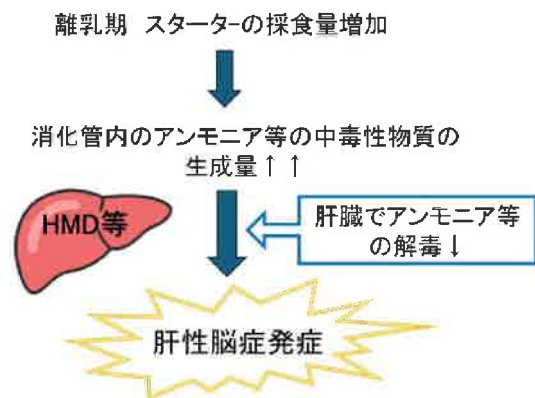 離乳期 スターターの採食量増加
消化管内のアンモニア等の中毒性物質の
生成量↑↑
HMD等
肝臓でアンモニア等
の解毒↓
肝性脳症発症